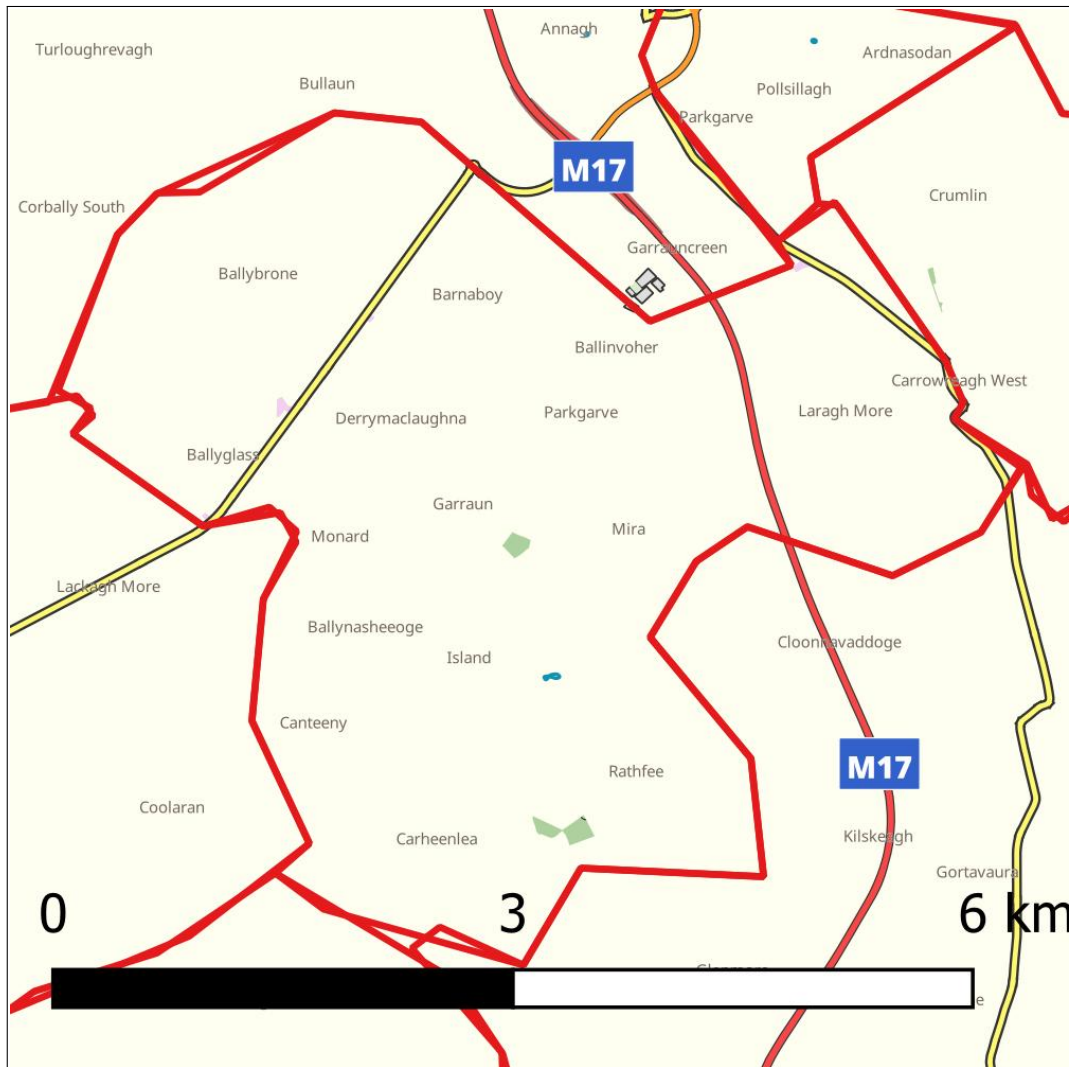 Annagh
Turloughrevagh
Ardnasodan
Bullaun
Pollsillagh
Parkgarve
M17
Crumlin
Corbally South
Garrauncreen
Ballybrone
Barnaboy
Ballinvoher
Carrowreagh West
Derrymaclaughna
Parkgarve
Laragh More
Ballyglass
Garraun
Mira
Monard
Lackagh More
Ballynasheeoge
Cloonnavaddoge
Island
Canteeny
M17
Rathfee
Coolaran
Carheenlea
Kilskeagh
Gortavaura
0 3 6 km